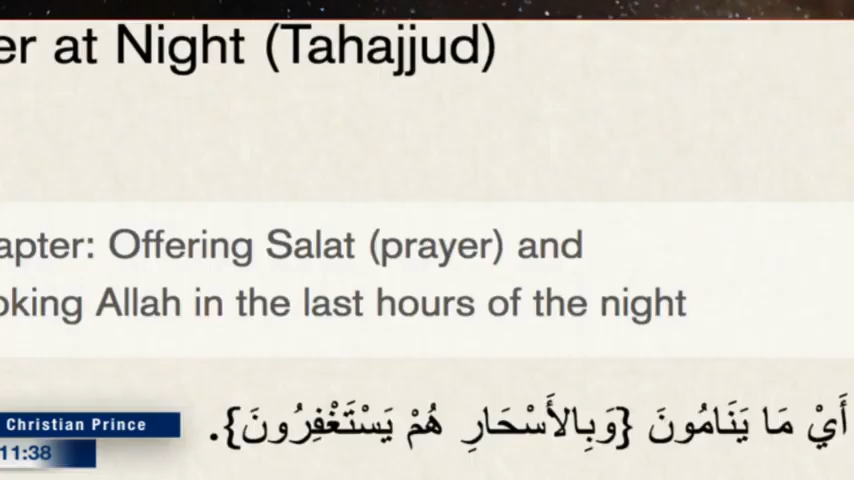 er at Night (Tahajjud)
apter: Offering Salat (prayer) and
oking Allah in the last hours of the night
أَيْ مَا يَنَامُونَ {وَبِالأَسْحَارِ هُمْ يَسْتَغْفِرُونَ}.
Christian Prince
11:38